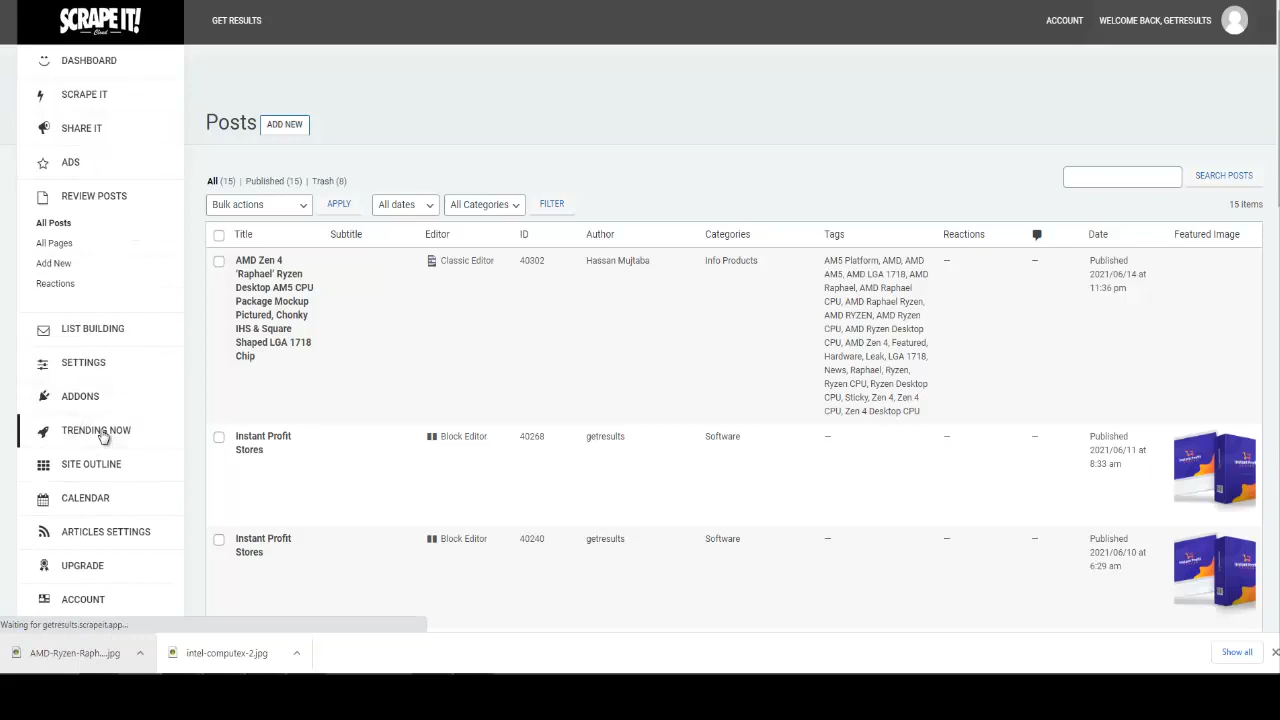 SCRAPE IT!
Cloud
GET RESULTS
ACCOUNT
WELCOME BACK, GETRESULTS
DASHBOARD
SCRAPE IT
SHARE IT
ADS
REVIEW POSTS
All Posts
All Pages
Add New
Reactions
LIST BUILDING
SETTINGS
ADDONS
TRENDING NOW
SITE OUTLINE
CALENDAR
ARTICLES SETTINGS
UPGRADE
ACCOUNT
Posts ADD NEW
All (15) | Published (15) | Trash (8)
SEARCH POSTS
Bulk actions APPLY All dates All Categories FILTER
15 items
Title Subtitle Editor ID Author Categories Tags Reactions Date Featured Image
AMD Zen 4
'Raphael' Ryzen
Desktop AM5 CPU
Package Mockup
Pictured, Chonky
IHS & Square
Shaped LGA 1718
Chip
Classic Editor
40302
Hassan Mujtaba
Info Products
AM5 Platform, AMD, AMD
AM5, AMD LGA 1718, AMD
Raphael, AMD Raphael
CPU, AMD Raphael Ryzen,
AMD RYZEN, AMD Ryzen
CPU, AMD Ryzen Desktop
CPU, AMD Zen 4, Featured,
Hardware, Leak, LGA 1718,
News, Raphael, Ryzen,
Ryzen CPU, Ryzen Desktop
CPU, Sticky, Zen 4, Zen 4
CPU, Zen 4 Desktop CPU
—
—
Published
2021/06/14 at
11:36 pm
Instant Profit
Stores
Block Editor
40268
getresults
Software
—
—
—
Published
2021/06/11 at
8:33 am
Instant Profit
Stores
Block Editor
40240
getresults
Software
—
—
—
Published
2021/06/10 at
6:29 am
Waiting for getresults.scrapeit.app...
AMD-Ryzen-Raph....jpg
intel-computex-2.jpg
Show all